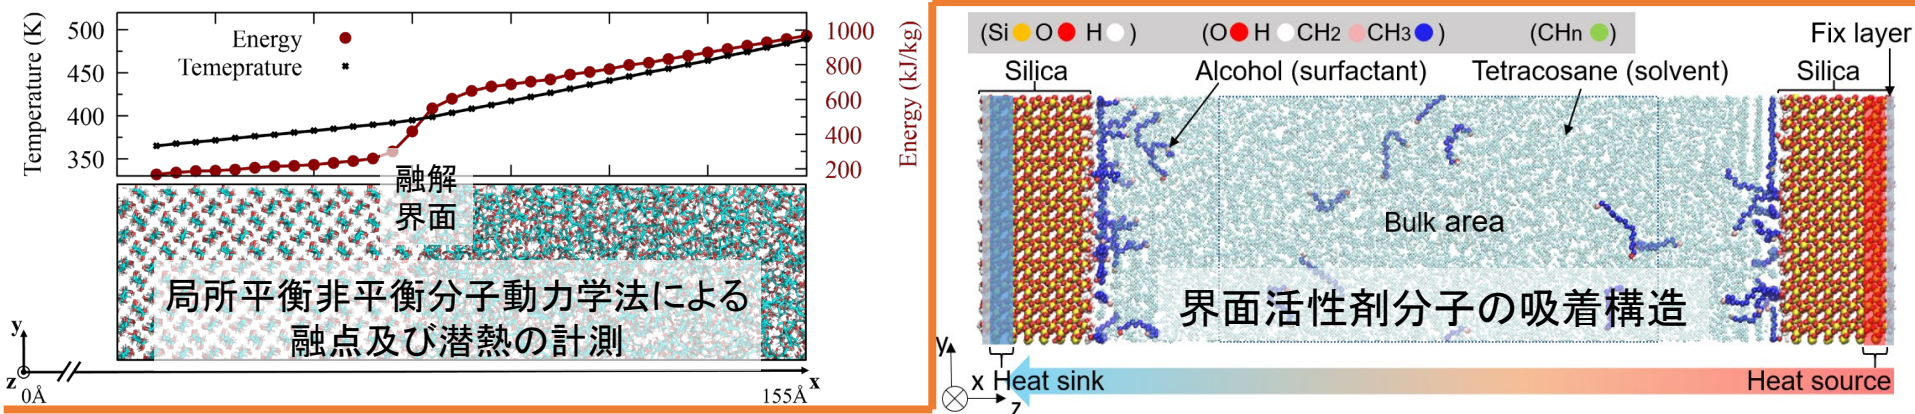 Temperature (K)
500
450
400
350
Energy
Temeprature
1000
800
600
400
200
Energy (kJ/kg)
融解
界面
局所平衡非平衡分子動力学法による
融点及び潜熱の計測
y
z
0Å
155Å
x
(Si O H )
(O H CH2 CH3 )
(CHn )
Fix layer
Silica
Alcohol (surfactant)
Tetracosane (solvent)
Silica
Bulk area
界面活性剤分子の吸着構造
y
x
z
Heat sink
Heat source